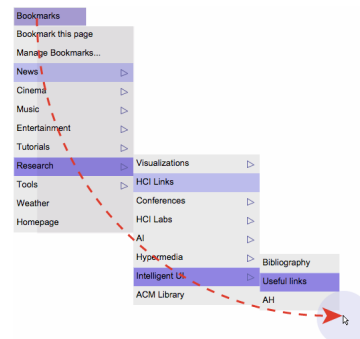 Bookmarks
Bookmark this page
Manage Bookmarks...
News
Cinema
Music
Entertainment
Tutorials
Research
Tools
Weather
Homepage
Visualizations
HCI Links
Conferences
HCI Labs
AI
Hypermedia
Intelligent UI
ACM Library
Bibliography
Useful links
AH